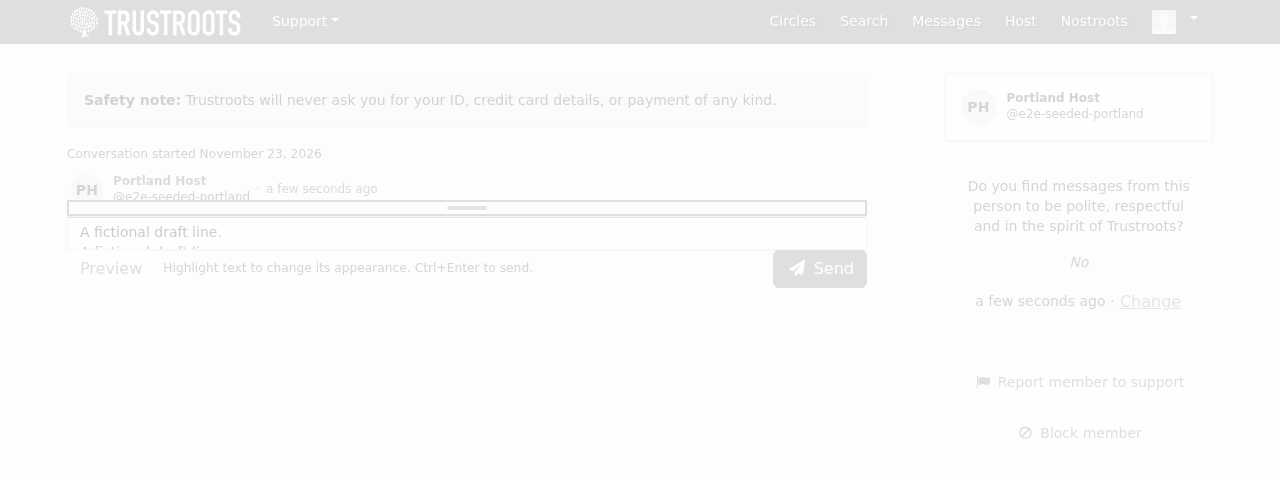 TRUSTROOTS
Support
Circles
Search
Messages
Host
Nostroots
Safety note: Trustroots will never ask you for your ID, credit card details, or payment of any kind.
Conversation started November 23, 2026
PH
Portland Host
@e2e-seeded-portland
· a few seconds ago
A fictional draft line.
A fictional draft line.
Preview
Highlight text to change its appearance. Ctrl+Enter to send.
Send
PH
Portland Host
@e2e-seeded-portland
Do you find messages from this
person to be polite, respectful
and in the spirit of Trustroots?
No
a few seconds ago · Change
Report member to support
Block member